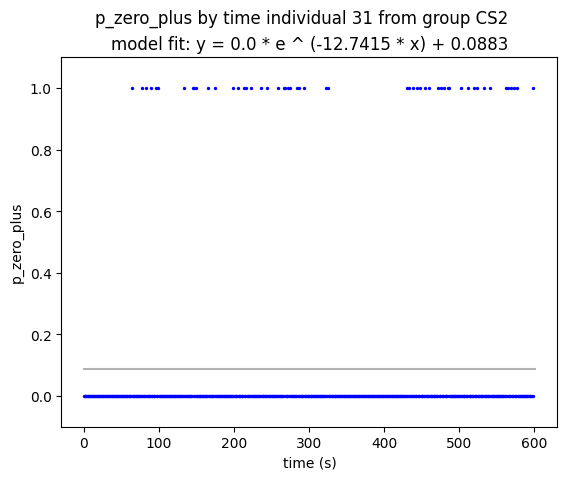 p_zero_plus by time individual 31 from group CS2
model fit: y = 0.0 * e ^ (-12.7415 * x) + 0.0883
1.0
0.8
0.6
0.4
0.2
0.0
p_zero_plus
0 100 200 300 400 500 600
time (s)